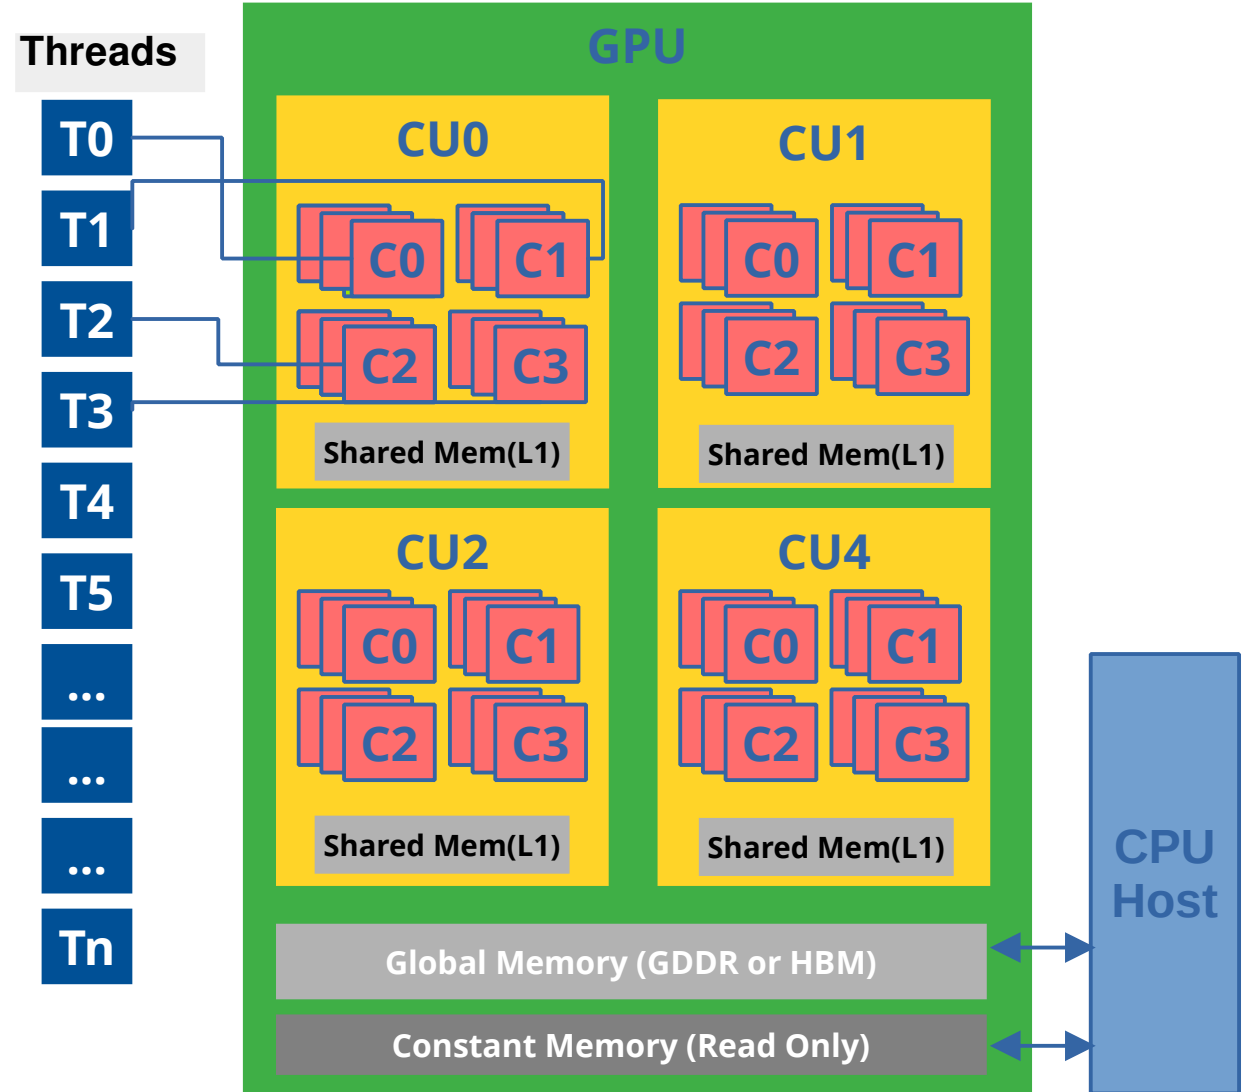 Threads
T0
T1
T2
T3
T4
T5
...
...
...
Tn
GPU
CU0
C0
C1
C2
C3
Shared Mem(L1)
CU1
C0
C1
C2
C3
Shared Mem(L1)
CU2
C0
C1
C2
C3
Shared Mem(L1)
CU4
C0
C1
C2
C3
Shared Mem(L1)
Global Memory (GDDR or HBM)
Constant Memory (Read Only)
CPU
Host